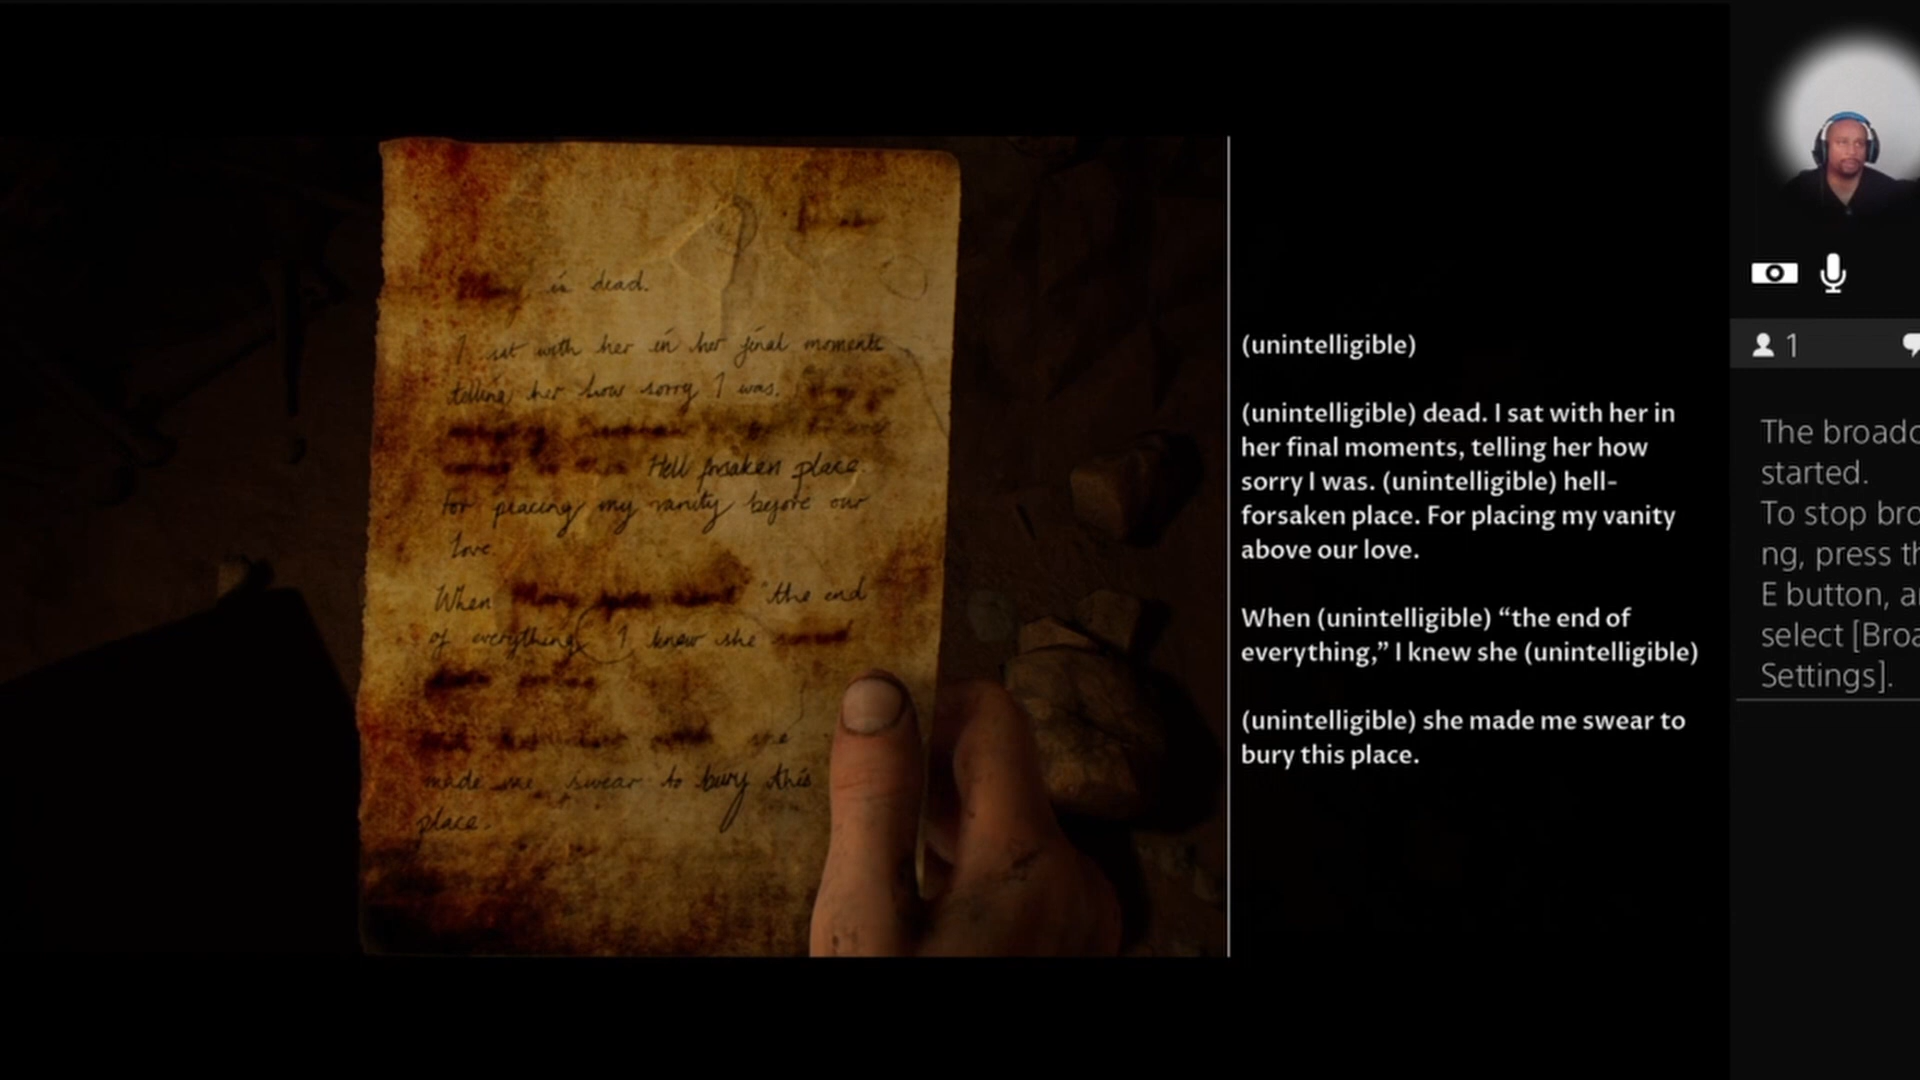 is dead.
I sat with her in her final moments
telling her how sorry I was.
Hell forsaken place.
for placing my vanity before our
love.
When "the end
of everything I knew she
she
made me swear to bury this
place.
(unintelligible)
(unintelligible) dead. I sat with her in
her final moments, telling her how
sorry I was. (unintelligible) hell-
forsaken place. For placing my vanity
above our love.
When (unintelligible) “the end of
everything,” I knew she (unintelligible)
(unintelligible) she made me swear to
bury this place.
1
The broadc
started.
To stop bro
ng, press th
E button, a
select [Broa
Settings].